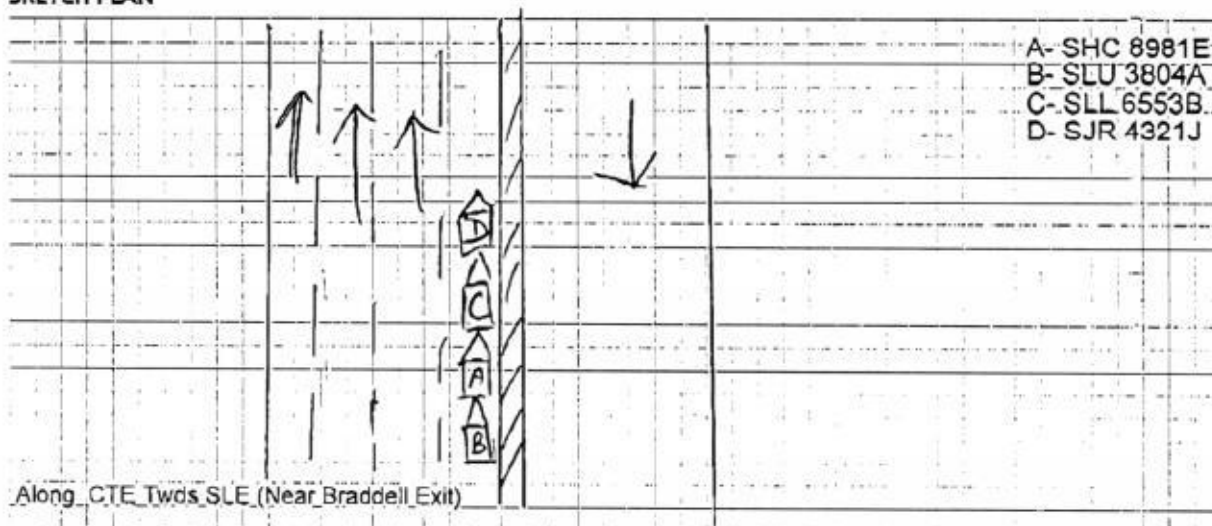 SKETCH PLAN
A- SHC 8981E
B- SLU 3804A
C- SLL 6553B
D- SJR 4321J
D
C
A
B
Along CTE Twds SLE (Near Braddell Exit)